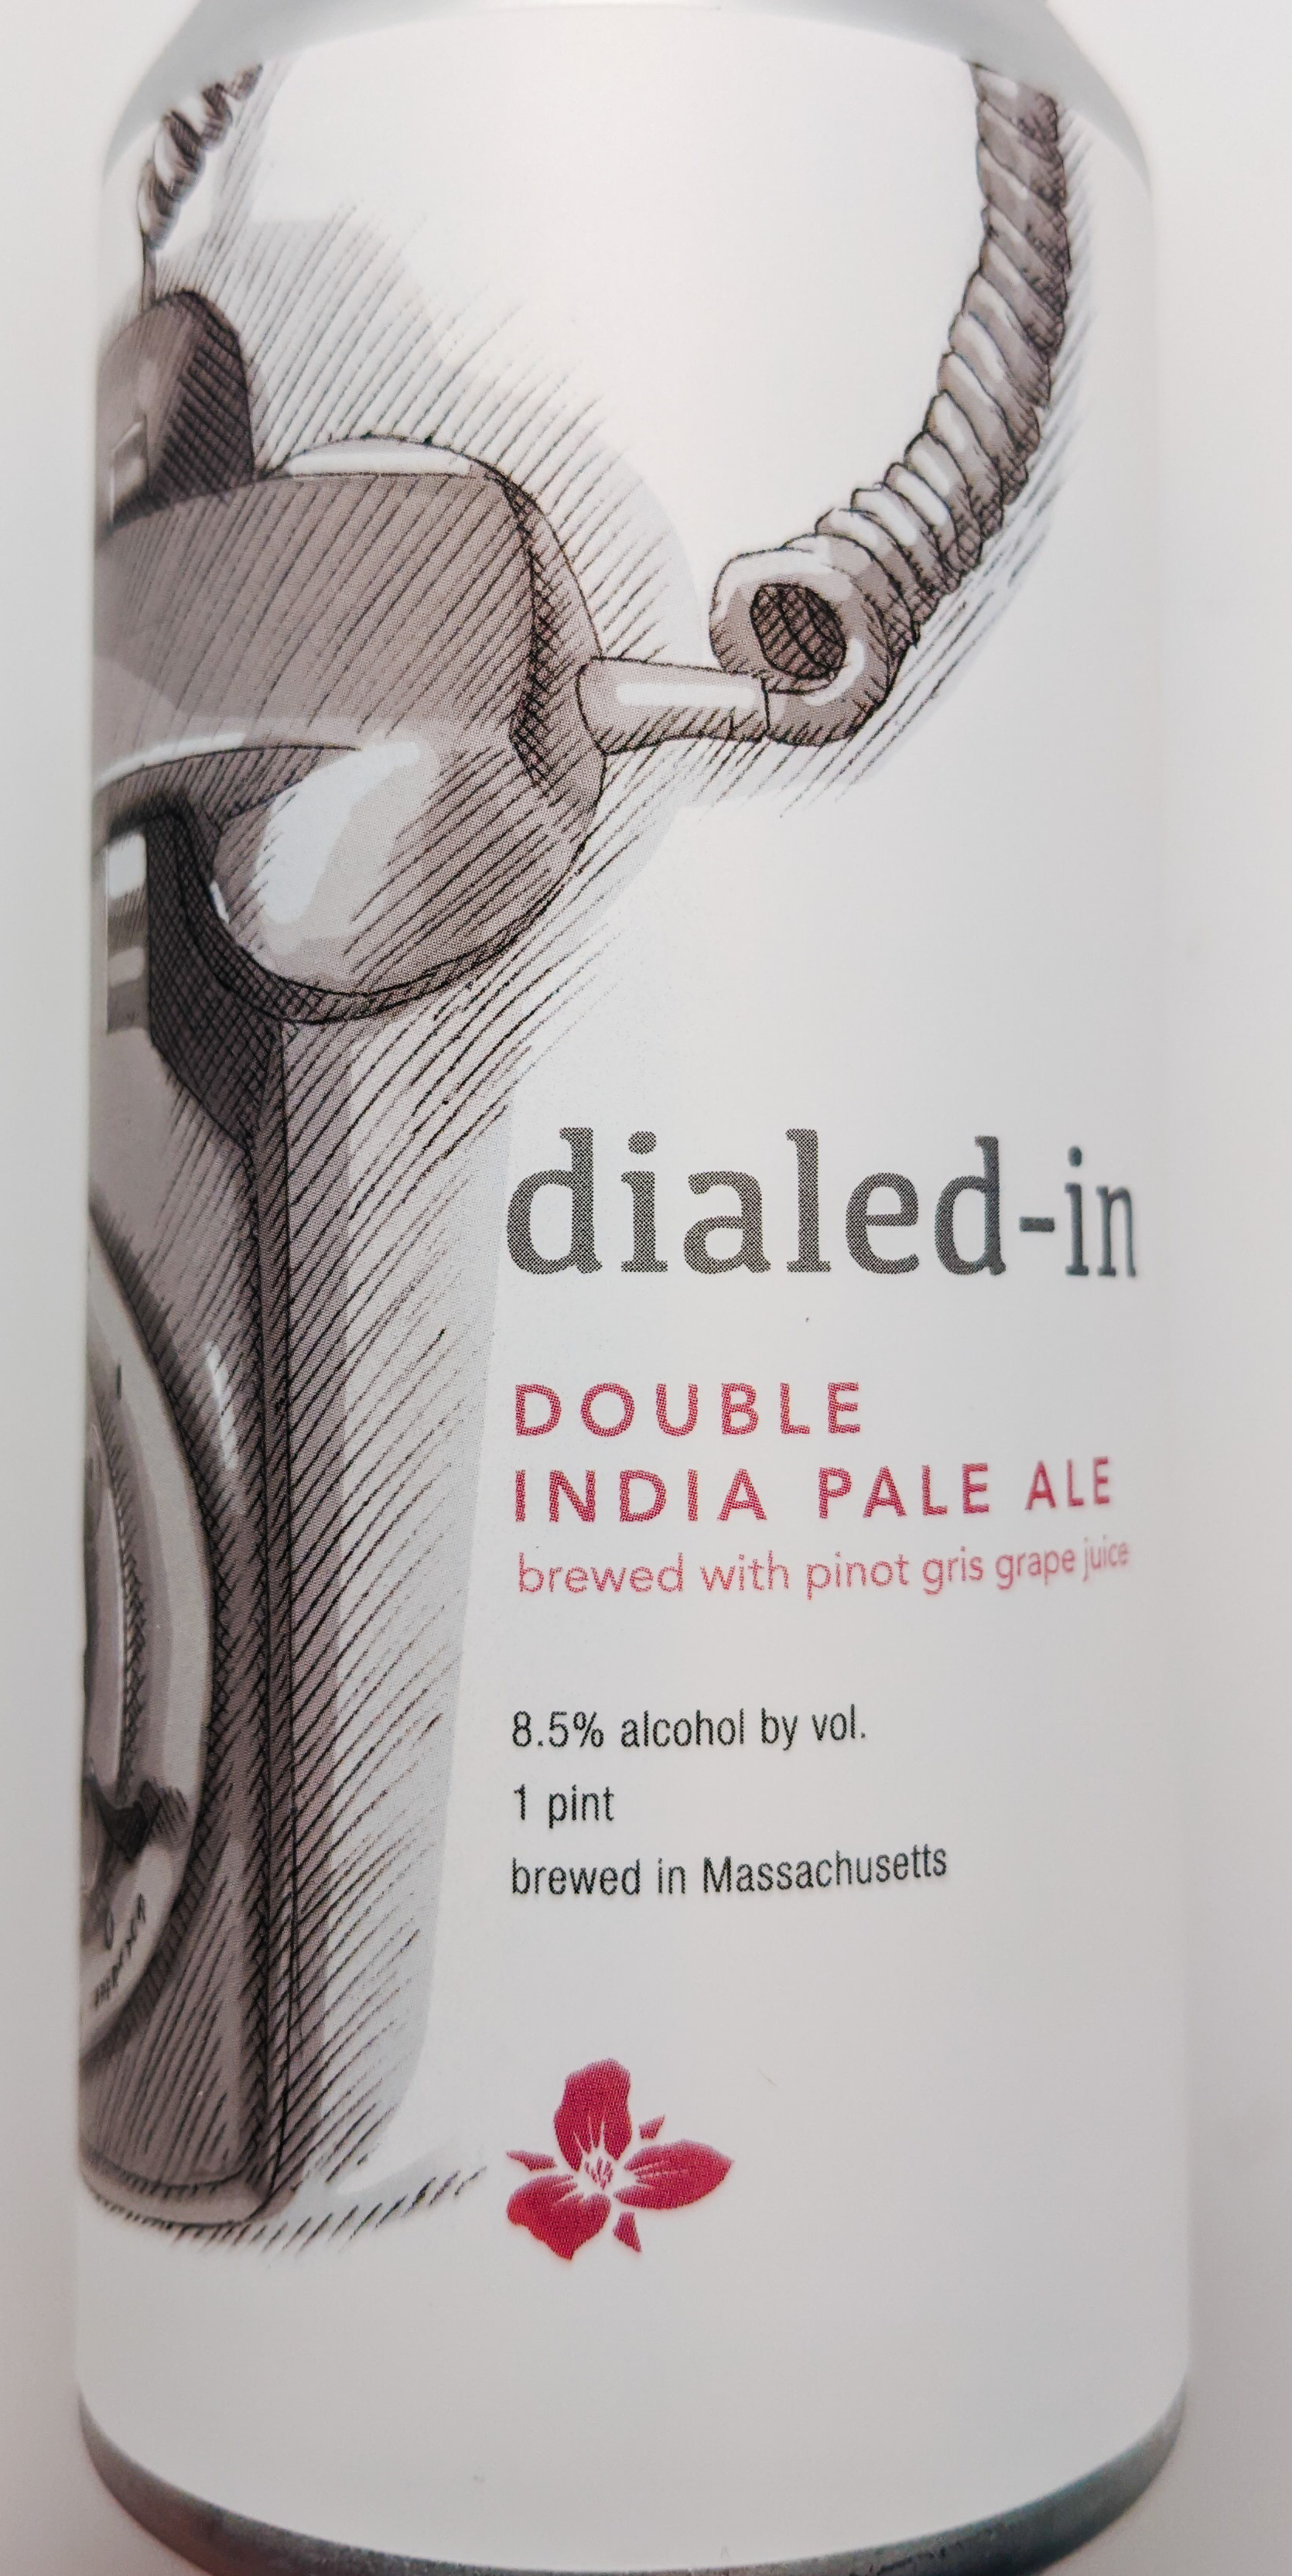 dialed-in
DOUBLE
INDIA PALE ALE
brewed with pinot gris grape juice
8.5% alcohol by vol.
1 pint
brewed in Massachusetts